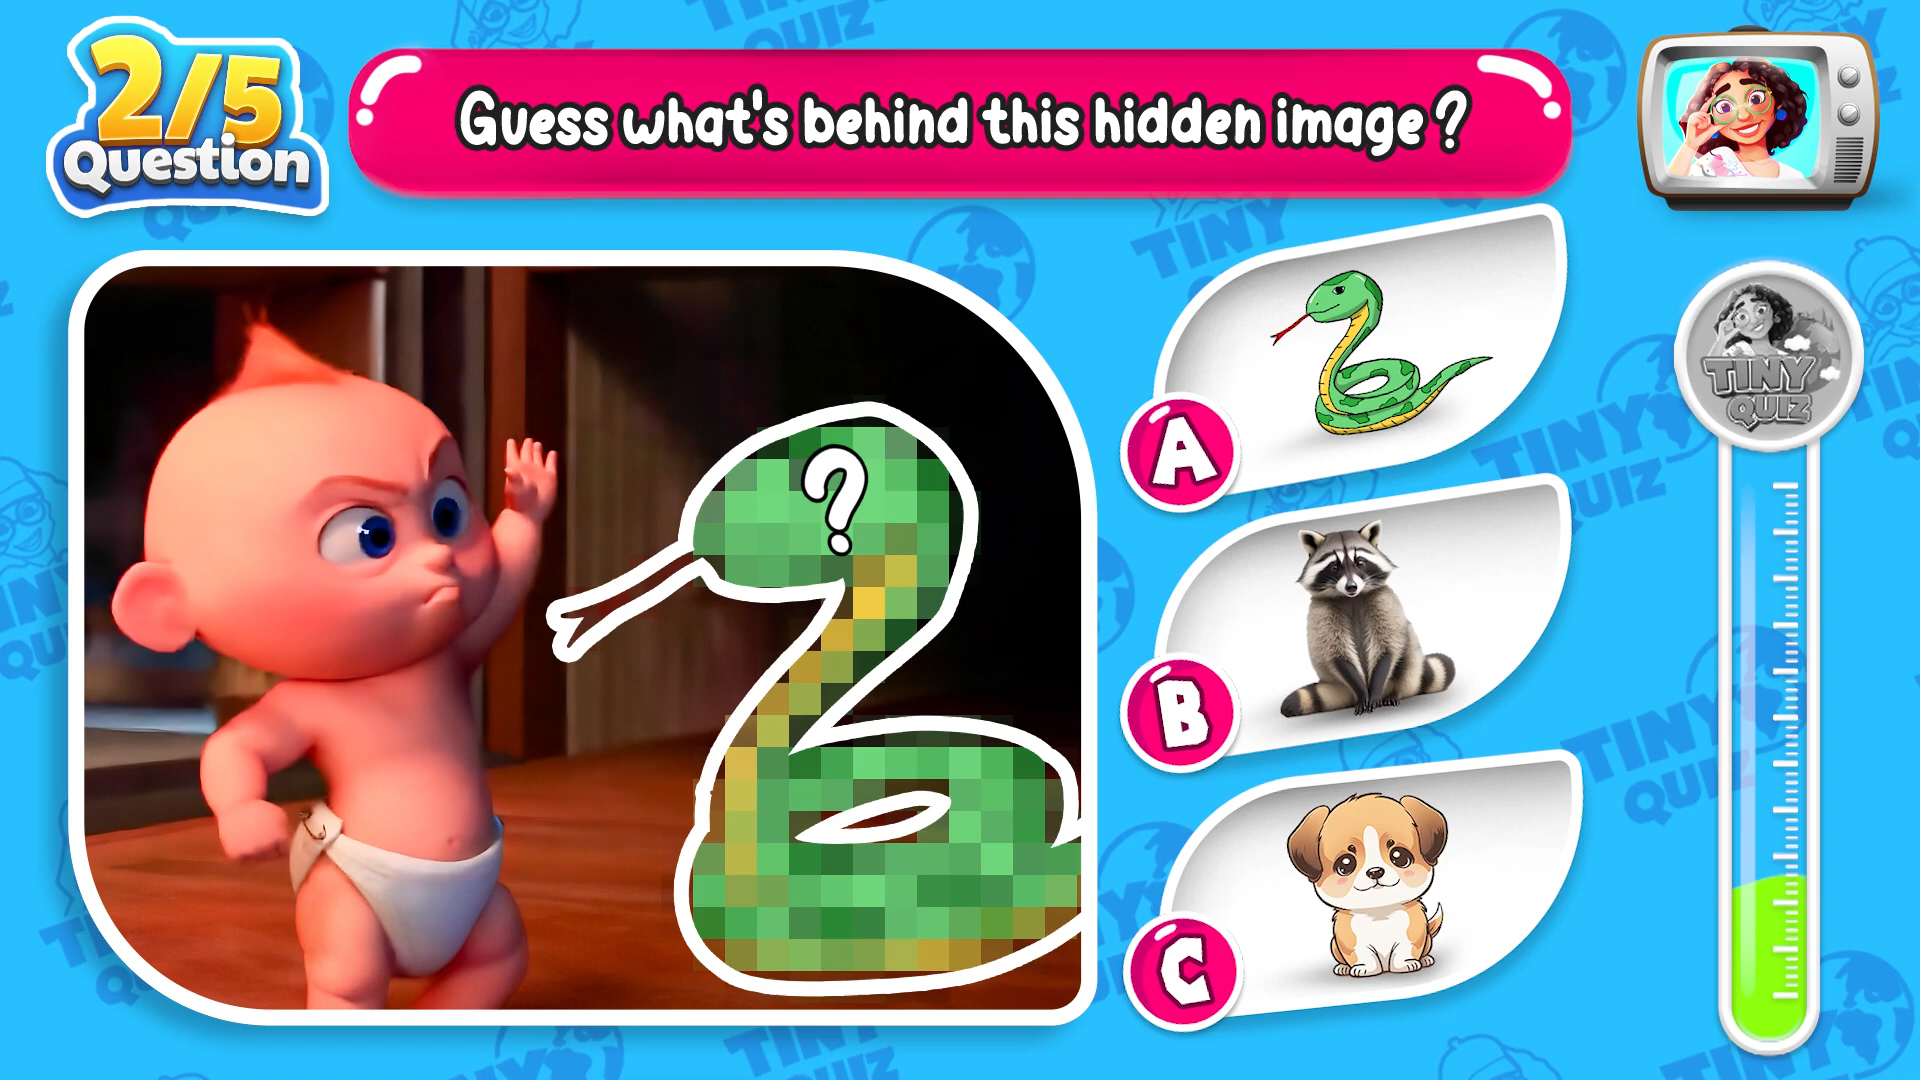 2/5
Question
Guess what's behind this hidden image?
?
A
B
C
TINY
QUIZ